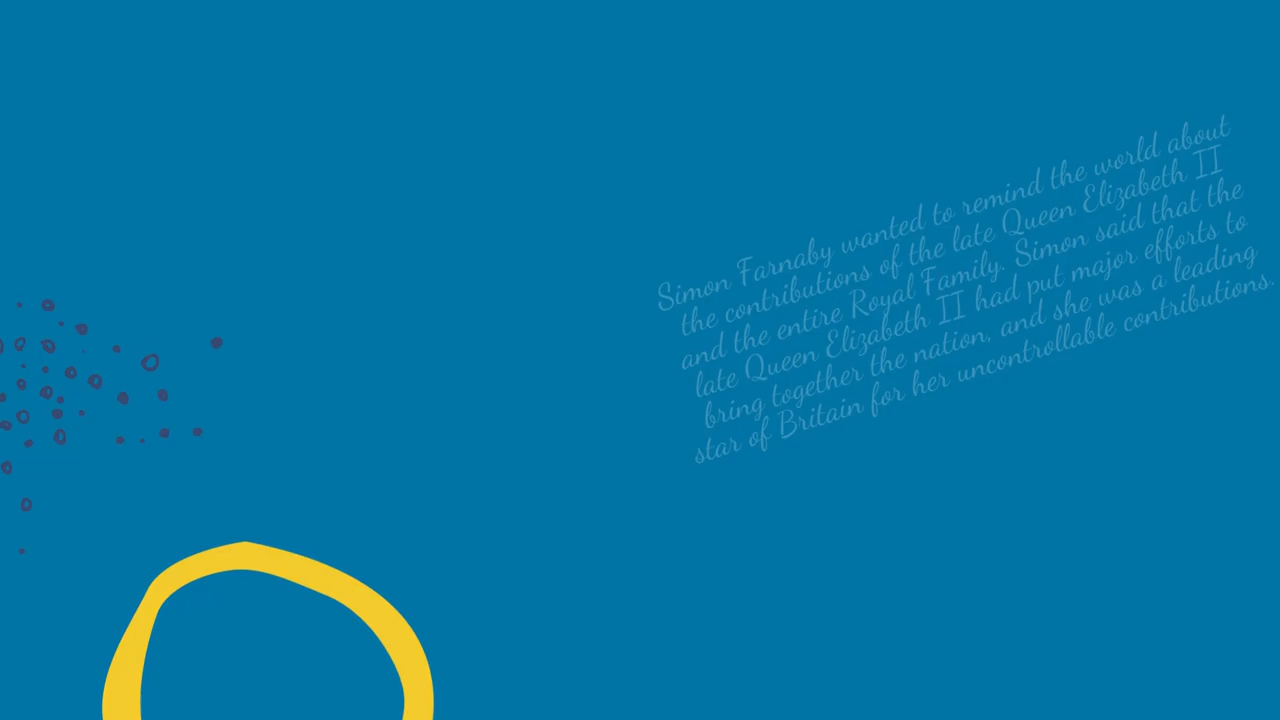 Simon Farnaby wanted to remind the world about
the contributions of the late Queen Elizabeth II
and the entire Royal Family. Simon said that the
late Queen Elizabeth II had put major efforts to
bring together the nation, and she was a leading
star of Britain for her uncontrollable contributions.